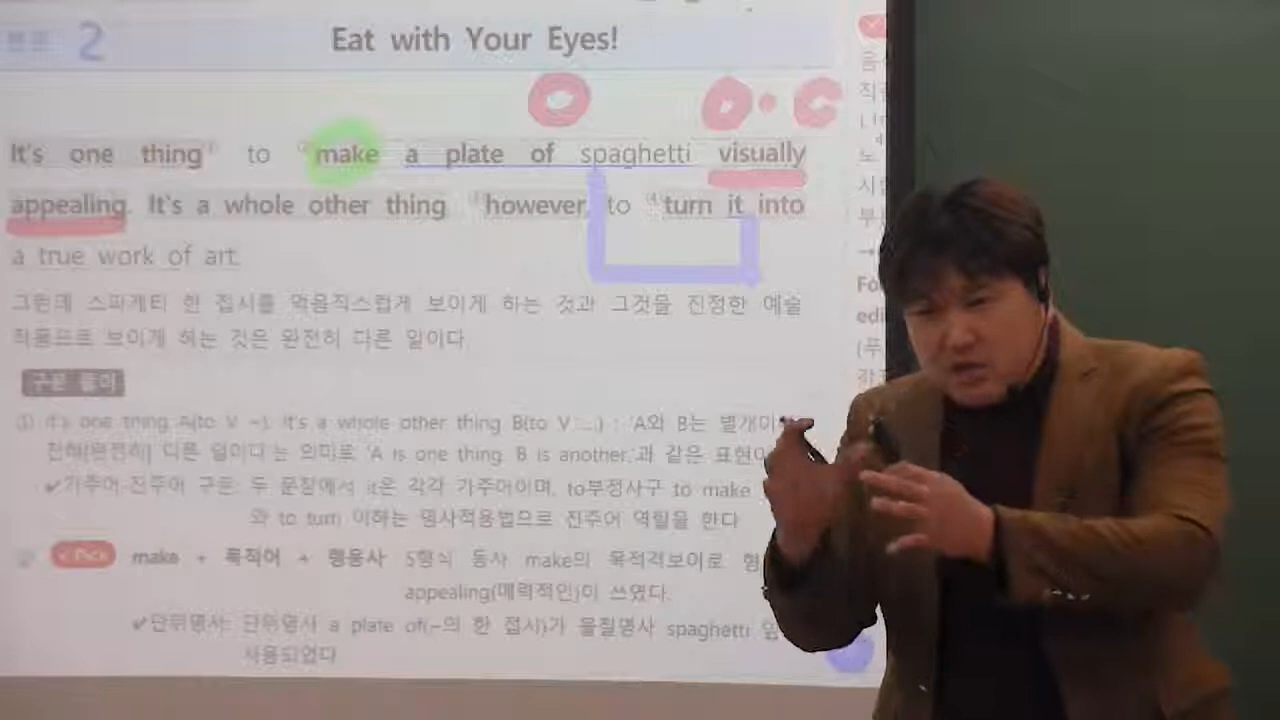 본문 2 Eat with Your Eyes!
O O·C
It's one thing to make a plate of spaghetti visually
appealing. It's a whole other thing however, to turn it into
a true work of art.
그런데 스파게티 한 접시를 먹음직스럽게 보이게 하는 것과 그것을 진정한 예술
작품으로 보이게 하는 것은 완전히 다른 일이다.
구문 풀이
① It's one thing A(to V ~). It's a whole other thing B(to V ...) : 'A와 B는 별개이
전혀[완전히] 다른 일이다'는 의미로 'A is one thing. B is another.'과 같은 표현이
✔가주어-진주어 구문: 두 문장에서 it은 각각 가주어이며, to부정사구 to make
와 to turn 이하는 명사적용법으로 진주어 역할을 한다
② Pick make + 목적어 + 형용사 5형식 동사 make의 목적격보어로 형
appealing(매력적인)이 쓰였다.
✔단위명사: 단위명사 a plate of(~의 한 접시)가 물질명사 spaghetti 앞
사용되었다
음
직
노
시
부
→
Fo
edi
(푸
강